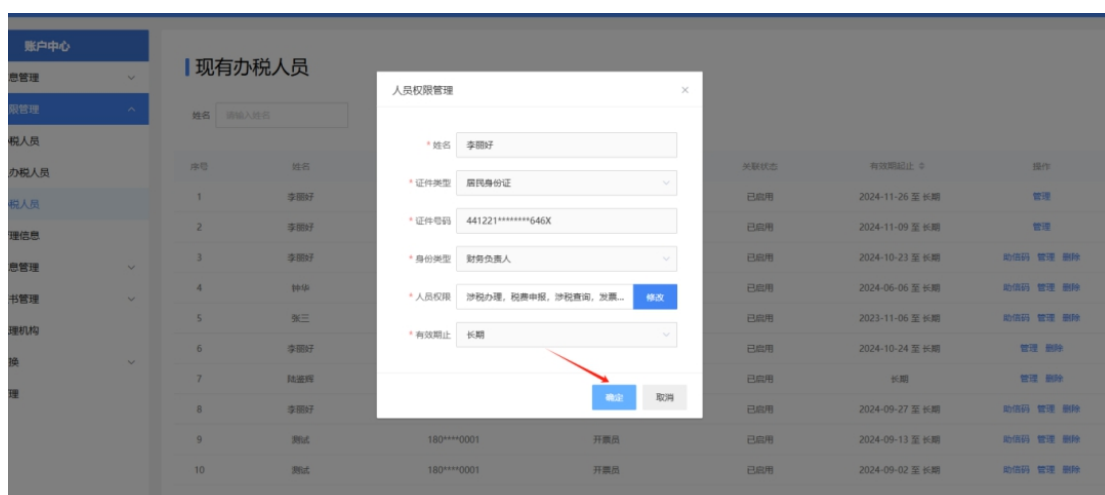 账户中心
息管理
限管理
税人员
办税人员
税人员
理信息
息管理
书管理
理机构
换
理
现有办税人员
姓名 请输入姓名
序号 姓名 关联状态 有效期起止 操作
1 李丽好 已启用 2024-11-26 至 长期 管理
2 李丽好 已启用 2024-11-09 至 长期 管理
3 李丽好 已启用 2024-10-23 至 长期 助信码 管理 删除
4 钟华 已启用 2024-06-06 至 长期 助信码 管理 删除
5 张三 已启用 2023-11-06 至 长期 助信码 管理 删除
6 李丽好 已启用 2024-10-24 至 长期 管理 删除
7 已启用 长期 管理 删除
8 李丽好 已启用 2024-09-27 至 长期 助信码 管理 删除
9 测试 180****0001 开票员 已启用 2024-09-13 至 长期 助信码 管理 删除
10 测试 180****0001 开票员 已启用 2024-09-02 至 长期 助信码 管理 删除
人员权限管理 ×
* 姓名 李丽好
* 证件类型 居民身份证
* 证件号码 441221********646X
* 身份类型 财务负责人
* 人员权限 涉税办理，税费申报，涉税查询，发票... 修改
* 有效期止 长期
确定 取消